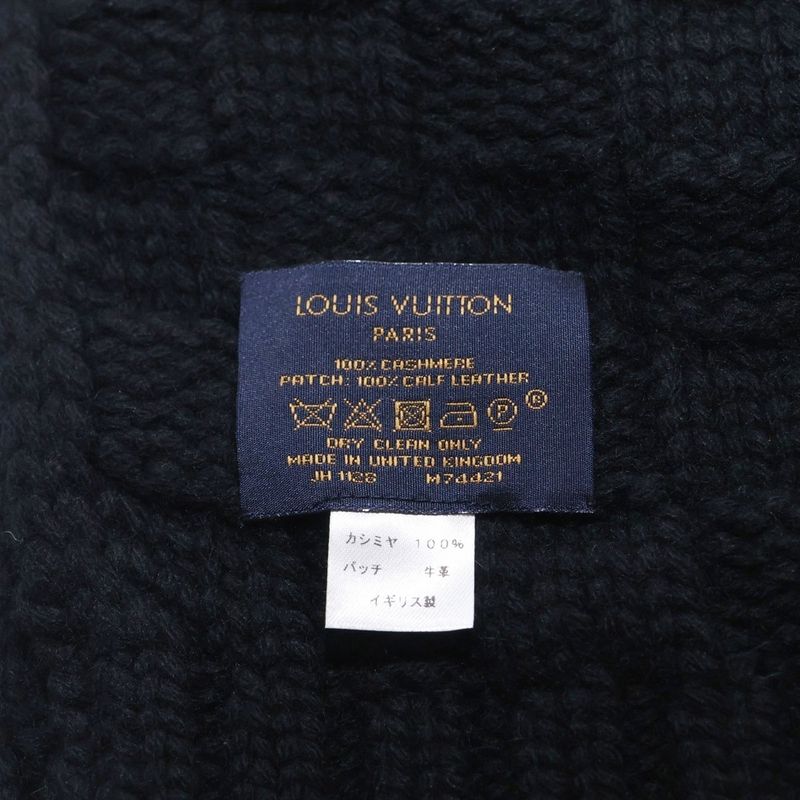 LOUIS VUITTON
PARIS
100% CASHMERE
PATCH: 100% CALF LEATHER
P ®
DRY CLEAN ONLY
MADE IN UNITED KINGDOM
JH 1128 M74421
カシミヤ 100%
パッチ 牛革
イギリス製